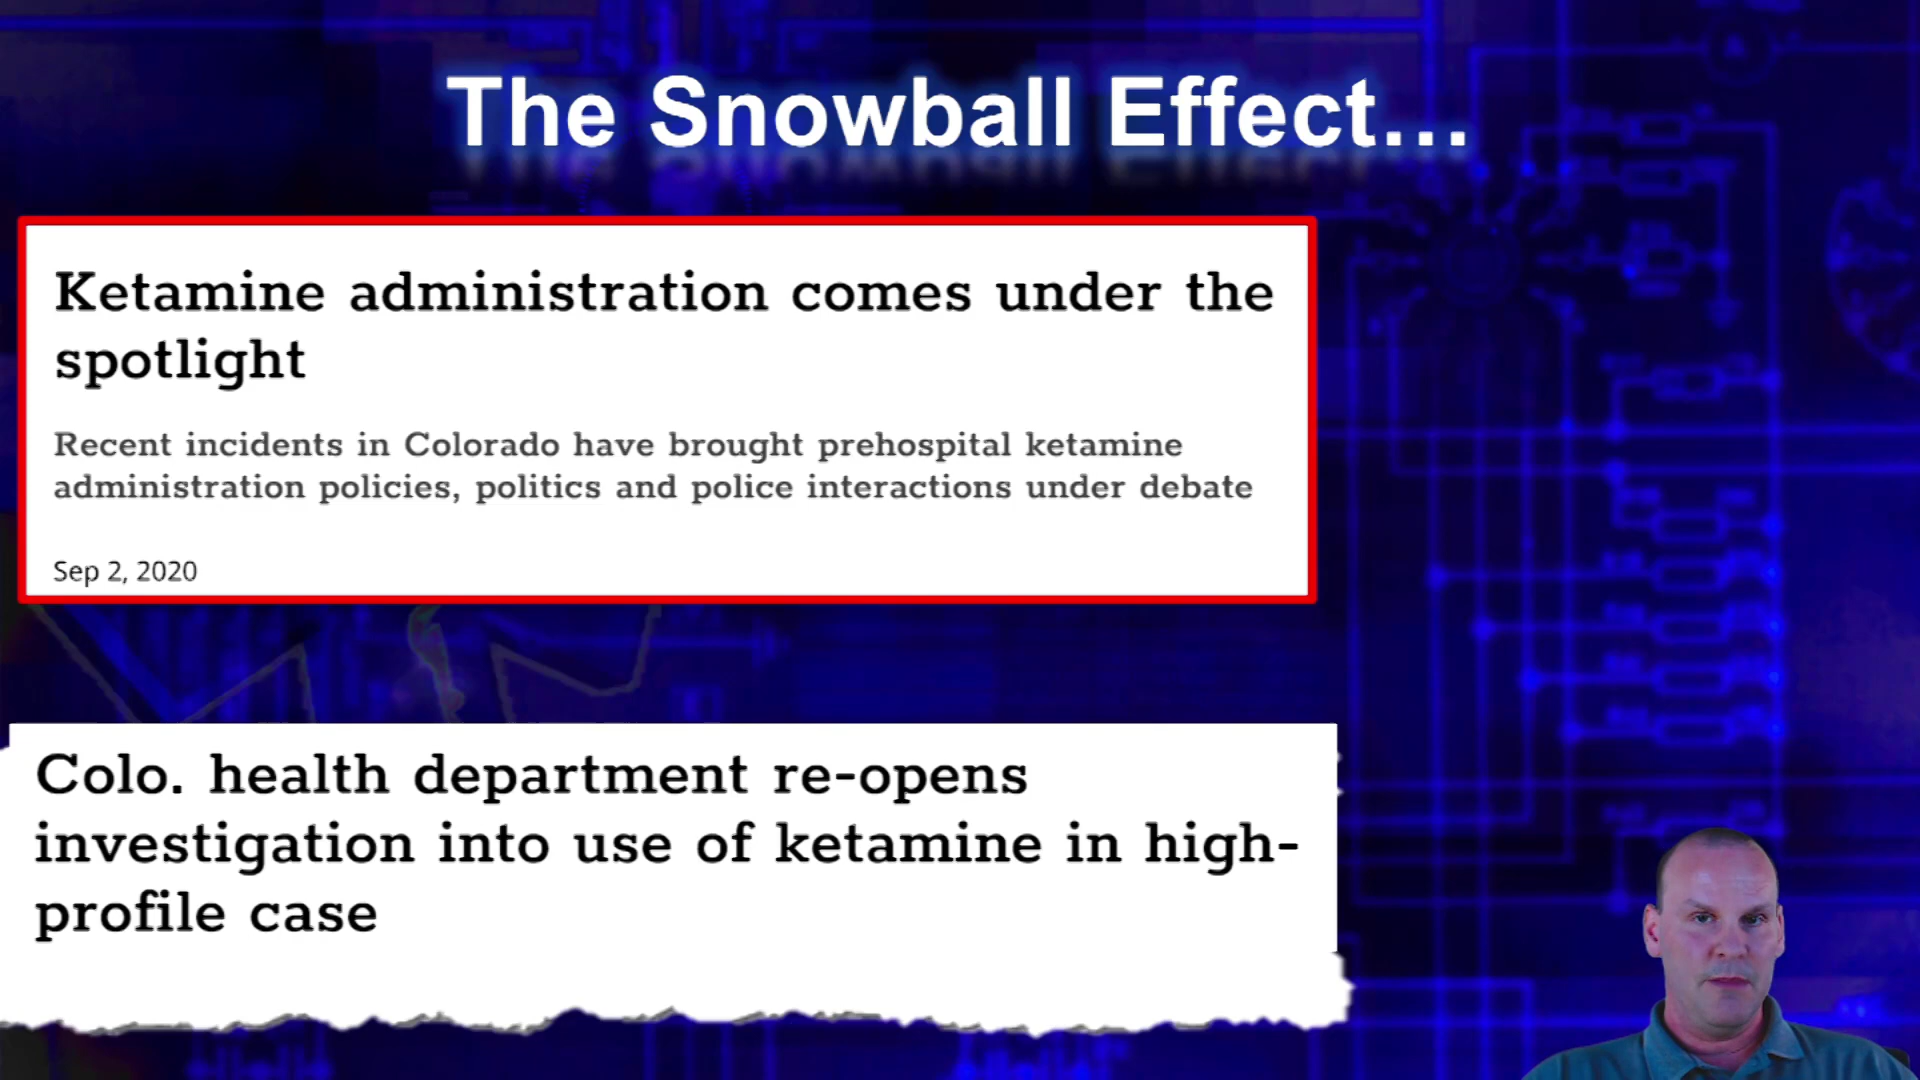 The Snowball Effect...
Ketamine administration comes under the
spotlight
Recent incidents in Colorado have brought prehospital ketamine
administration policies, politics and police interactions under debate
Sep 2, 2020
Colo. health department re-opens
investigation into use of ketamine in high-
profile case